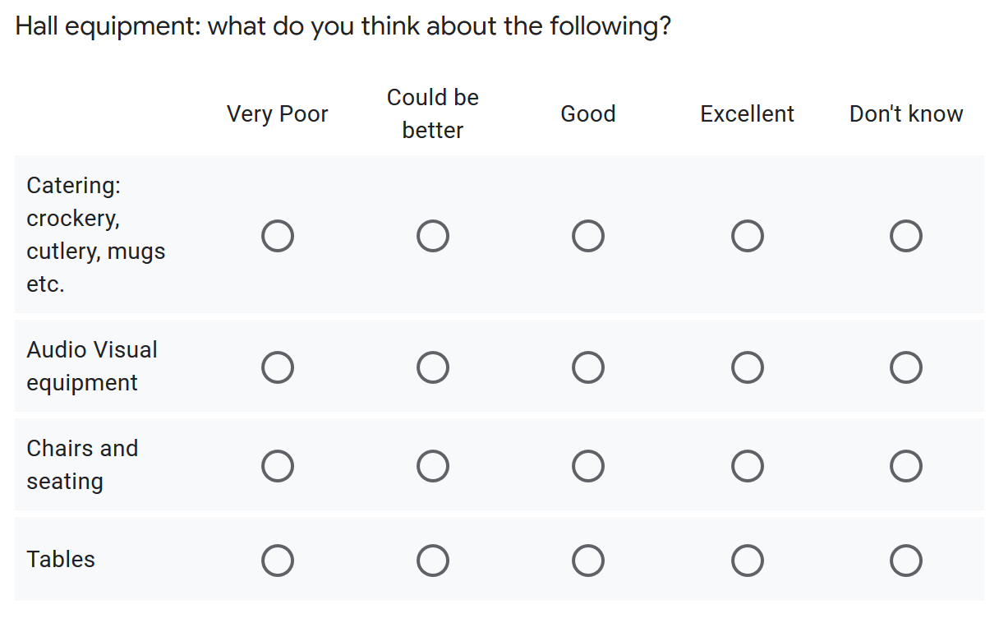 Hall equipment: what do you think about the following?
Very Poor
Could be
better
Good
Excellent
Don't know
Catering:
crockery,
cutlery, mugs
etc.
Audio Visual
equipment
Chairs and
seating
Tables